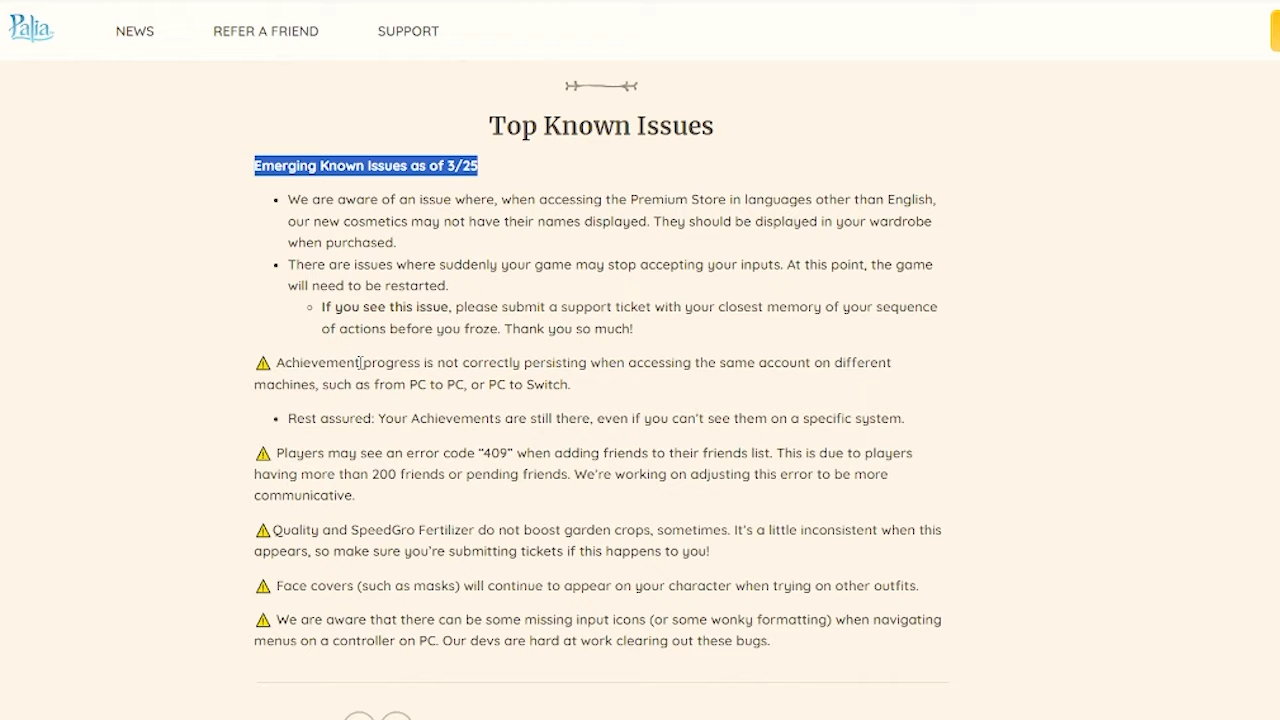 Palia
NEWS
REFER A FRIEND
SUPPORT
Top Known Issues
Emerging Known Issues as of 3/25
• We are aware of an issue where, when accessing the Premium Store in languages other than English,
our new cosmetics may not have their names displayed. They should be displayed in your wardrobe
when purchased.
• There are issues where suddenly your game may stop accepting your inputs. At this point, the game
will need to be restarted.
◦ If you see this issue, please submit a support ticket with your closest memory of your sequence
of actions before you froze. Thank you so much!
⚠ Achievement progress is not correctly persisting when accessing the same account on different
machines, such as from PC to PC, or PC to Switch.
• Rest assured: Your Achievements are still there, even if you can't see them on a specific system.
⚠ Players may see an error code “409” when adding friends to their friends list. This is due to players
having more than 200 friends or pending friends. We're working on adjusting this error to be more
communicative.
⚠Quality and SpeedGro Fertilizer do not boost garden crops, sometimes. It's a little inconsistent when this
appears, so make sure you're submitting tickets if this happens to you!
⚠ Face covers (such as masks) will continue to appear on your character when trying on other outfits.
⚠ We are aware that there can be some missing input icons (or some wonky formatting) when navigating
menus on a controller on PC. Our devs are hard at work clearing out these bugs.